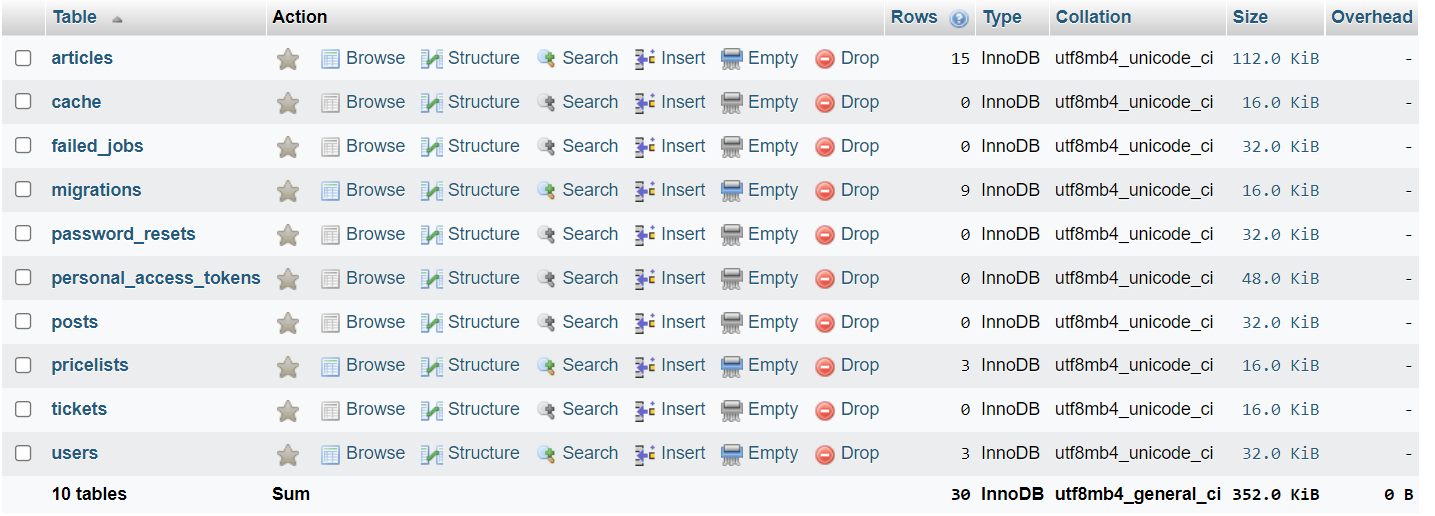 Table Action Rows Type Collation Size Overhead
articles Browse Structure Search Insert Empty Drop 15 InnoDB utf8mb4_unicode_ci 112.0 KiB -
cache Browse Structure Search Insert Empty Drop 0 InnoDB utf8mb4_unicode_ci 16.0 KiB -
failed_jobs Browse Structure Search Insert Empty Drop 0 InnoDB utf8mb4_unicode_ci 32.0 KiB -
migrations Browse Structure Search Insert Empty Drop 9 InnoDB utf8mb4_unicode_ci 16.0 KiB -
password_resets Browse Structure Search Insert Empty Drop 0 InnoDB utf8mb4_unicode_ci 32.0 KiB -
personal_access_tokens Browse Structure Search Insert Empty Drop 0 InnoDB utf8mb4_unicode_ci 48.0 KiB -
posts Browse Structure Search Insert Empty Drop 0 InnoDB utf8mb4_unicode_ci 32.0 KiB -
pricelists Browse Structure Search Insert Empty Drop 3 InnoDB utf8mb4_unicode_ci 16.0 KiB -
tickets Browse Structure Search Insert Empty Drop 0 InnoDB utf8mb4_unicode_ci 16.0 KiB -
users Browse Structure Search Insert Empty Drop 3 InnoDB utf8mb4_unicode_ci 32.0 KiB -
10 tables Sum 30 InnoDB utf8mb4_general_ci 352.0 KiB 0 B